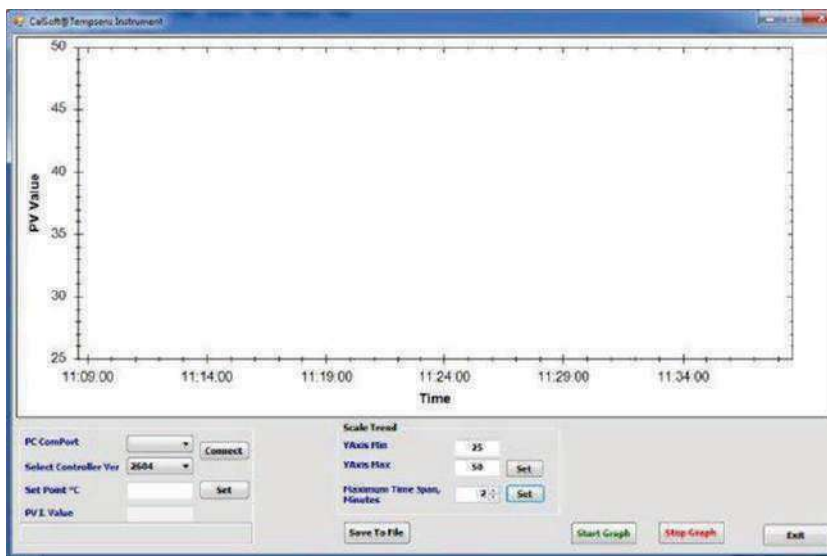 CalSoft@Tempsens Instrument
50
45
40
35
30
25
PV Value
11:09.00 11:14.00 11:19.00 11:24.00 11:29.00 11:34.00
Time
PC ComPort
Connect
Select Controller Ver 2604
Set Point °C
Set
PV1 Value
Scale Trend
YAxis Min 25
YAxis Max 50 Set
Maximum Time Span, Minutes 2 Set
Save To File
Start Graph
Stop Graph
Exit